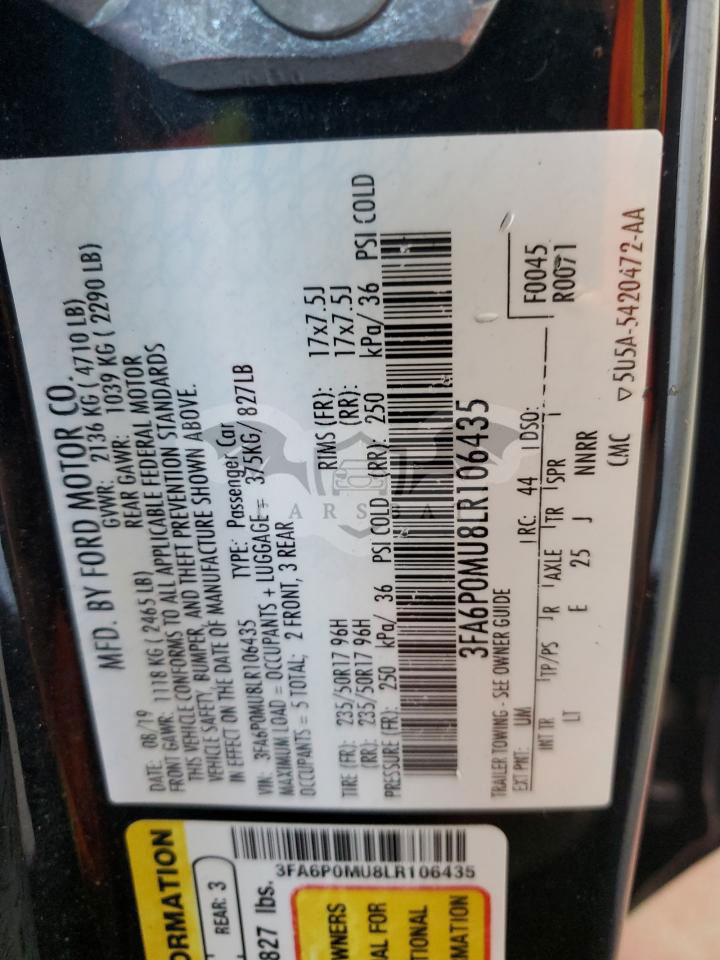 MFD. BY FORD MOTOR CO.
DATE: 08/19 GVWR: 2136 KG ( 4710 LB)
FRONT GAWR: 1118 KG ( 2465 LB) REAR GAWR: 1039 KG ( 2290 LB)
THIS VEHICLE CONFORMS TO ALL APPLICABLE FEDERAL MOTOR
VEHICLE SAFETY, BUMPER, AND THEFT PREVENTION STANDARDS
IN EFFECT ON THE DATE OF MANUFACTURE SHOWN ABOVE.
VIN: 3FA6P0MU8LR106435 TYPE: Passenger Car
MAXIMUM LOAD = OCCUPANTS + LUGGAGE = 375KG/ 827LB
OCCUPANTS = 5 TOTAL; 2 FRONT, 3 REAR
TIRE (FR): 235/50R17 96H RIMS (FR): 17x7.5J
(RR): 235/50R17 96H (RR): 17x7.5J
PRESSURE (FR): 250 kPa/ 36 PSI COLD (RR): 250 kPa/ 36 PSI COLD
3FA6P0MU8LR106435
TRAILER TOWING - SEE OWNER GUIDE
F0045
R0071
EXT PNT: UM RC: 44 DSO:
INT TR TP/PS R AXLE TR SPR
LT E 25 J NNRR
CMC 5U5A-5420472-AA
ORMATION
REAR: 3
827 lbs.
3FA6P0MU8LR106435
WNERS
AL FOR
TIONAL
MATION